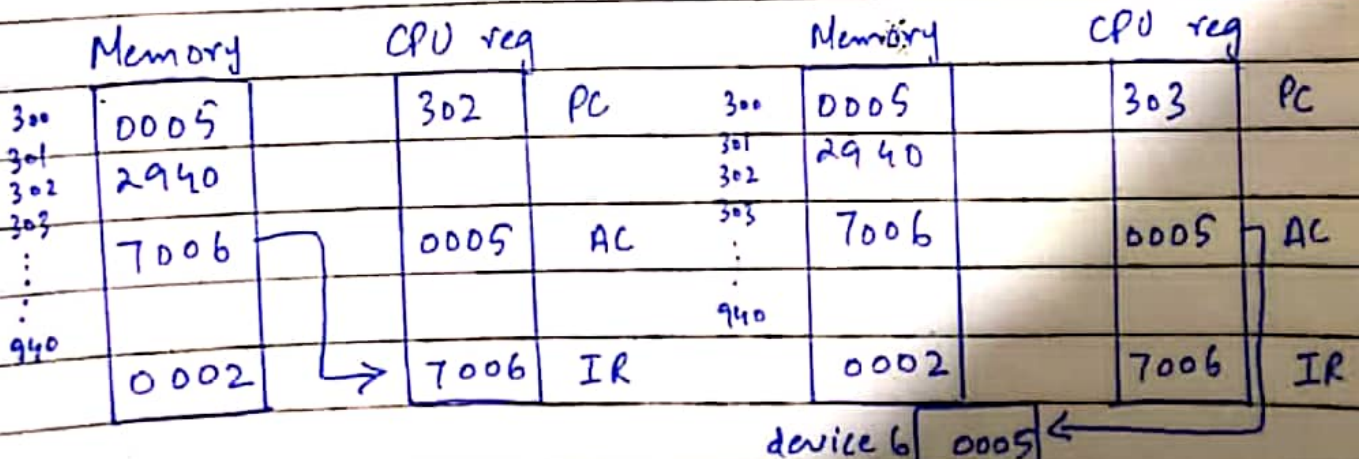 Memory CPU reg Memory CPU reg
300 0005 302 PC 300 0005 303 PC
301 301
302 2940 302 2940
303 7006 0005 AC 303 7006 0005 AC
940 0002 7006 IR 940 0002 7006 IR
device 6 0005